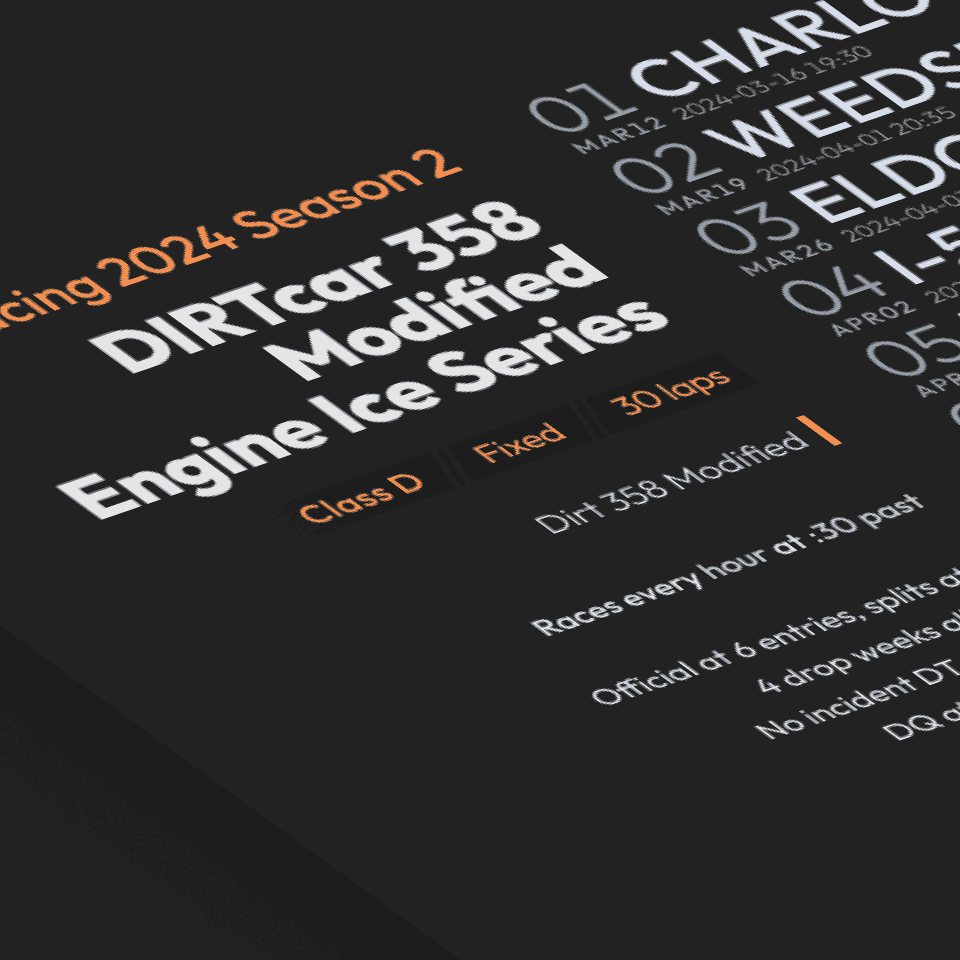 cing 2024 Season 2
DIRTcar 358
Modified
Engine Ice Series
Class D
Fixed
30 laps
Dirt 358 Modified
Races every hour at :30 past
Official at 6 entries, splits at
4 drop weeks
No incident DT
DQ
01 CHARLO
MAR12 2024-03-16 19:30
02 WEEDS
MAR19 2024-04-01 20:35
03 ELDO
MAR26
04 I-5
APR02
05
APR